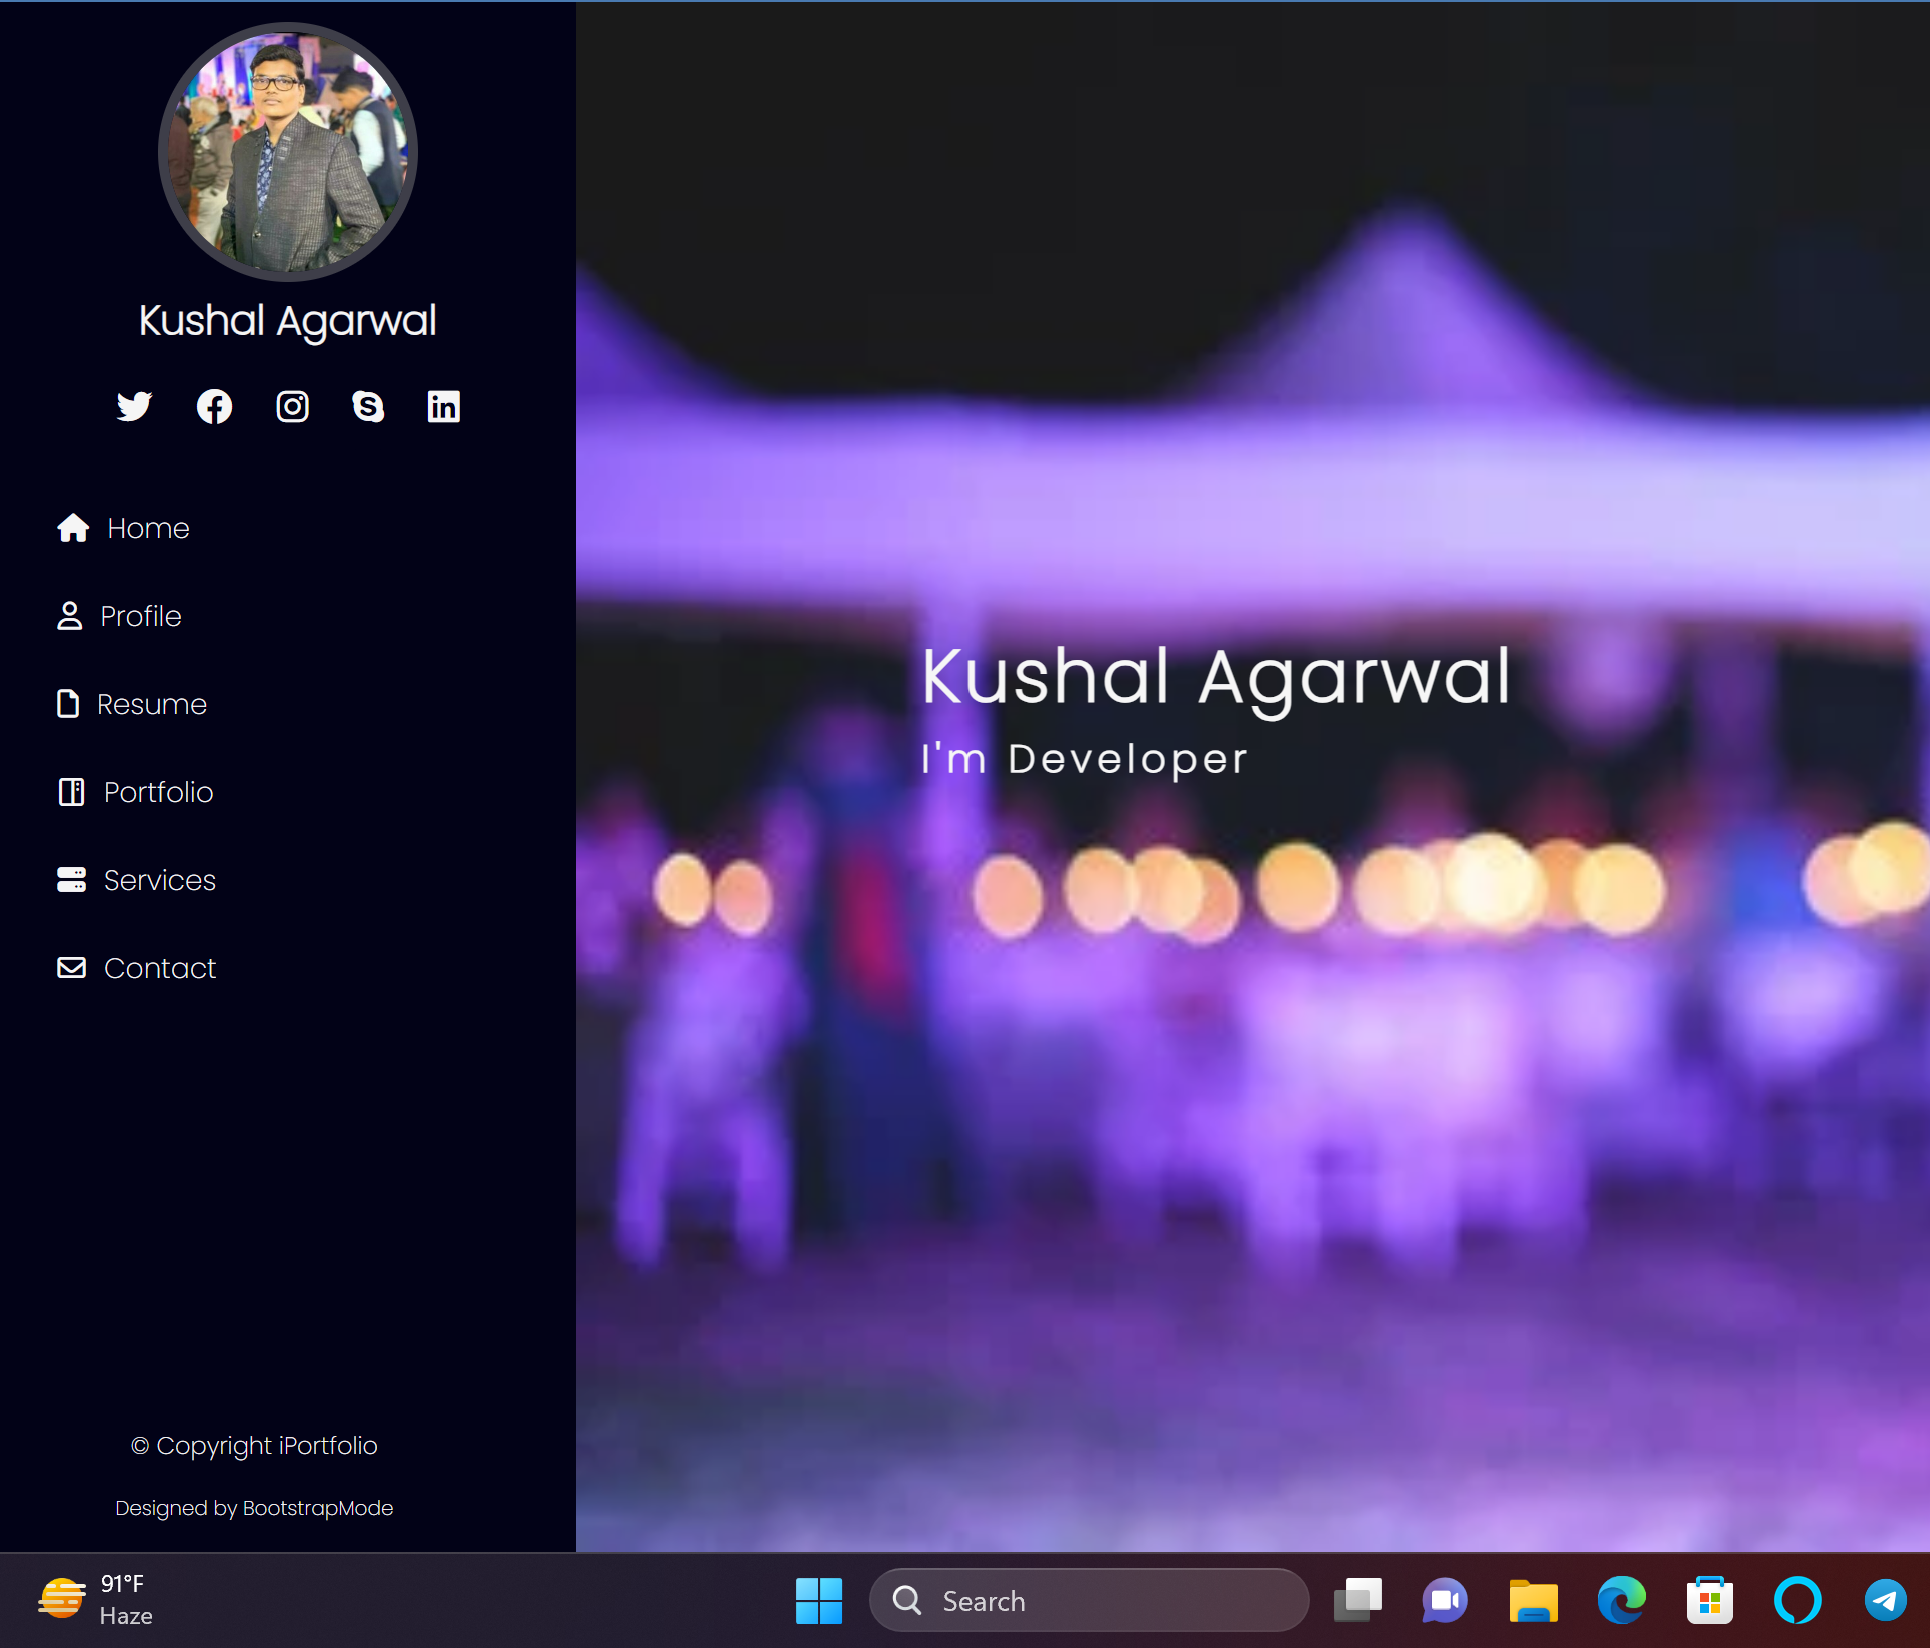 Kushal Agarwal
Home
Profile
Resume
Portfolio
Services
Contact
© Copyright iPortfolio
Designed by BootstrapMode
Kushal Agarwal
I'm Developer
91°F
Haze
Search